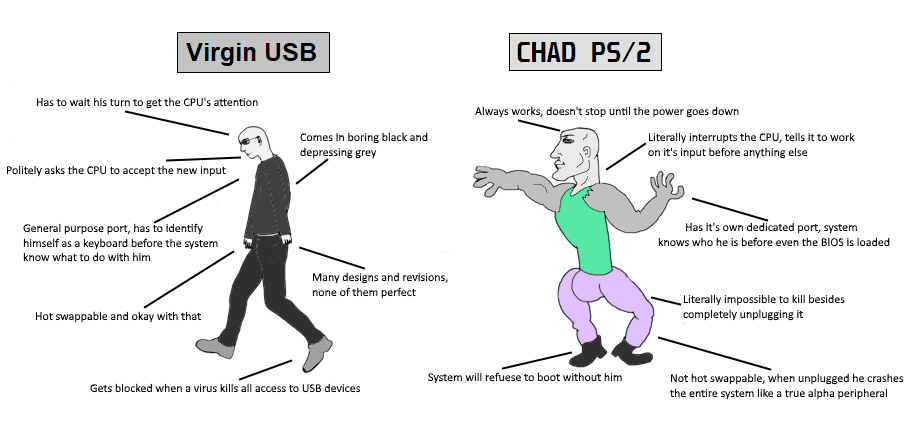 Virgin USB
Has to wait his turn to get the CPU's attention
Comes in boring black and
depressing grey
Politely asks the CPU to accept the new input
General purpose port, has to identify
himself as a keyboard before the system
know what to do with him
Many designs and revisions,
none of them perfect
Hot swappable and okay with that
Gets blocked when a virus kills all access to USB devices
CHAD PS/2
Always works, doesn't stop until the power goes down
Literally interrupts the CPU, tells it to work
on it's input before anything else
Has it's own dedicated port, system
knows who he is before even the BIOS is loaded
Literally impossible to kill besides
completely unplugging it
System will refuese to boot without him
Not hot swappable, when unplugged he crashes
the entire system like a true alpha peripheral